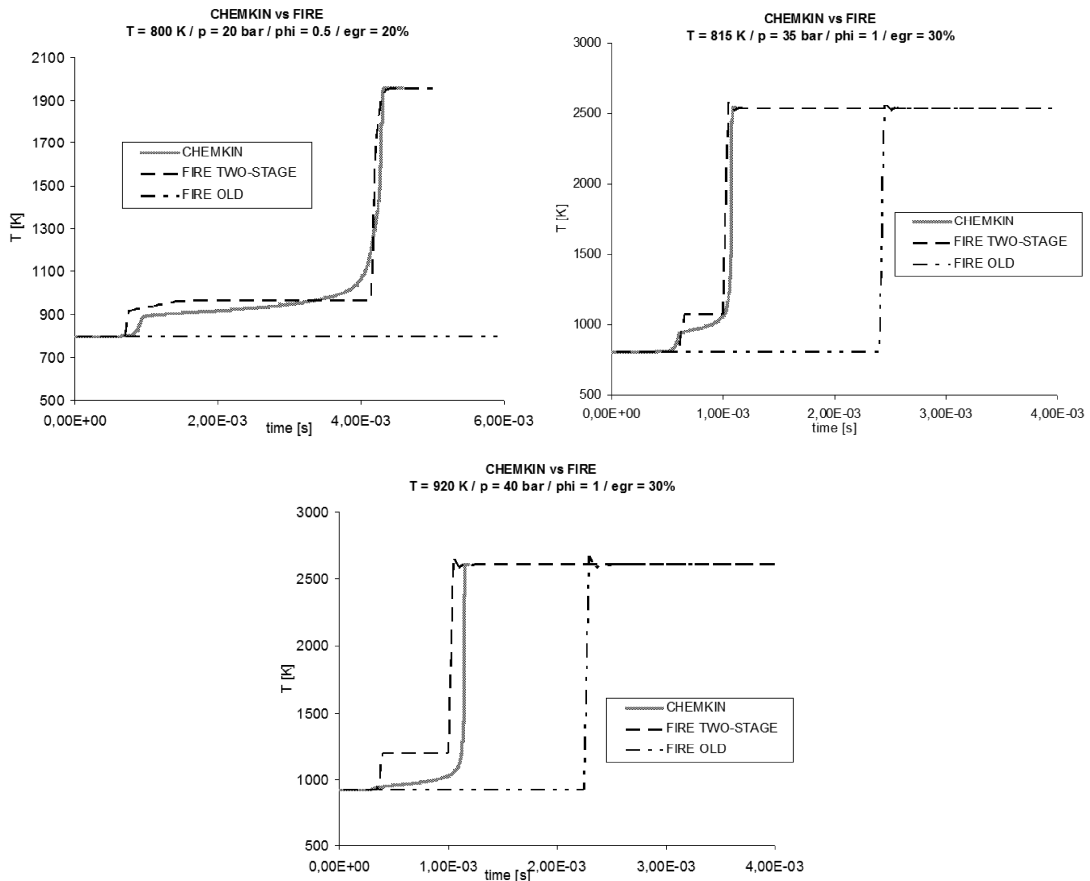 CHEMKIN vs FIRE
T = 800 K / p = 20 bar / phi = 0.5 / egr = 20%
2100
1900
1700
1500
1300
1100
900
700
500
T [K]
CHEMKIN
FIRE TWO-STAGE
FIRE OLD
0,00E+00
2,00E-03
4,00E-03
6,00E-03
time [s]
CHEMKIN vs FIRE
T = 815 K / p = 35 bar / phi = 1 / egr = 30%
3000
2500
2000
1500
1000
500
T [K]
CHEMKIN
FIRE TWO-STAGE
FIRE OLD
0,00E+00
1,00E-03
2,00E-03
3,00E-03
4,00E-03
time [s]
CHEMKIN vs FIRE
T = 920 K / p = 40 bar / phi = 1 / egr = 30%
3000
2500
2000
1500
1000
500
T [K]
CHEMKIN
FIRE TWO-STAGE
FIRE OLD
0,00E+00
1,00E-03
2,00E-03
3,00E-03
4,00E-03
time [s]